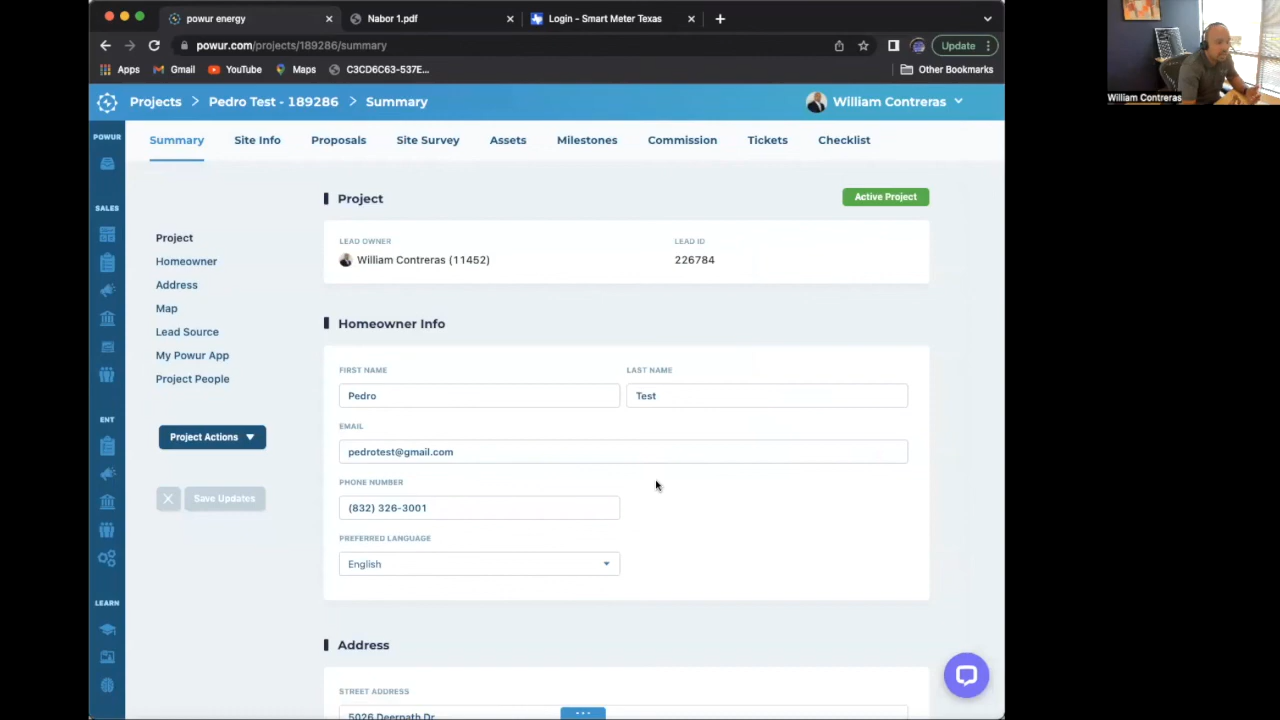 powur energy
Nabor 1.pdf
Login - Smart Meter Texas
powur.com/projects/189286/summary
Update
Apps
Gmail
YouTube
Maps
C3CD6C63-537E...
Other Bookmarks
William Contreras
Projects > Pedro Test - 189286 > Summary
William Contreras
POWUR
SALES
ENT
LEARN
Summary
Site Info
Proposals
Site Survey
Assets
Milestones
Commission
Tickets
Checklist
Project
Homeowner
Address
Map
Lead Source
My Powur App
Project People
Project Actions
Save Updates
Project
Active Project
LEAD OWNER
LEAD ID
William Contreras (11452)
226784
Homeowner Info
FIRST NAME
LAST NAME
Pedro
Test
EMAIL
pedrotest@gmail.com
PHONE NUMBER
(832) 326-3001
PREFERRED LANGUAGE
English
Address
STREET ADDRESS
5026 Deerpath Dr